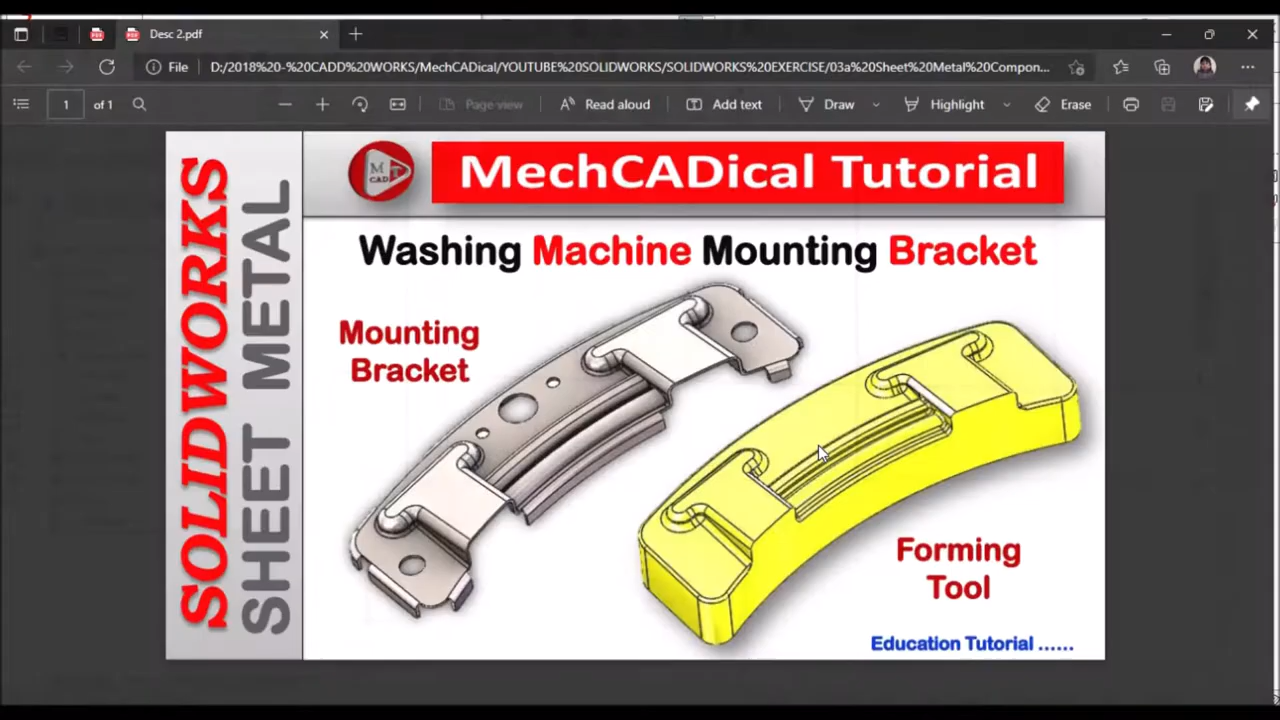 Desc 2.pdf
File
D:/2018%20-%20CADD%20WORKS/MechCADical/YOUTUBE%20SOLIDWORKS/SOLIDWORKS%20EXERCISE/03a%20Sheet%20Metal%20Compon...
1 of 1
Page view
Read aloud
Add text
Draw
Highlight
Erase
SOLIDWORKS
SHEET METAL
M T
CAD
MechCADical Tutorial
Washing Machine Mounting Bracket
Mounting
Bracket
Forming
Tool
Education Tutorial ......